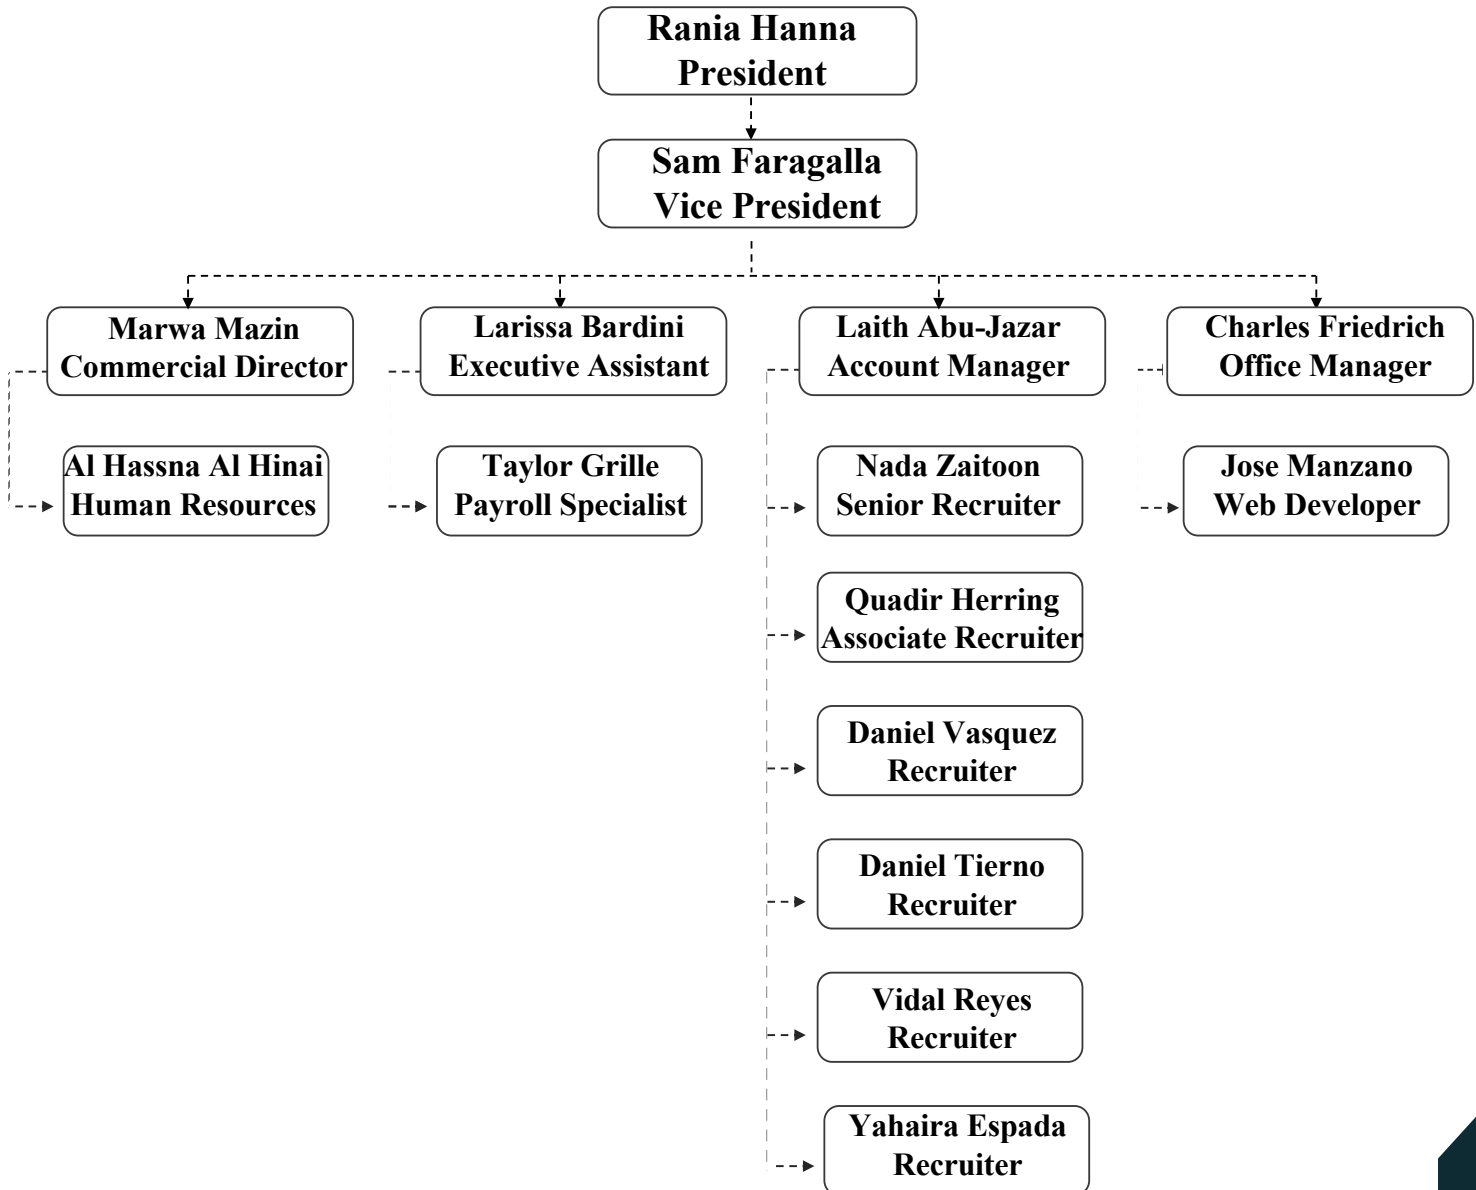 Rania Hanna
President
Sam Faragalla
Vice President
Marwa Mazin
Commercial Director
Larissa Bardini
Executive Assistant
Laith Abu-Jazar
Account Manager
Charles Friedrich
Office Manager
Al Hassna Al Hinai
Human Resources
Taylor Grille
Payroll Specialist
Nada Zaitoon
Senior Recruiter
Jose Manzano
Web Developer
Quadir Herring
Associate Recruiter
Daniel Vasquez
Recruiter
Daniel Tierno
Recruiter
Vidal Reyes
Recruiter
Yahaira Espada
Recruiter